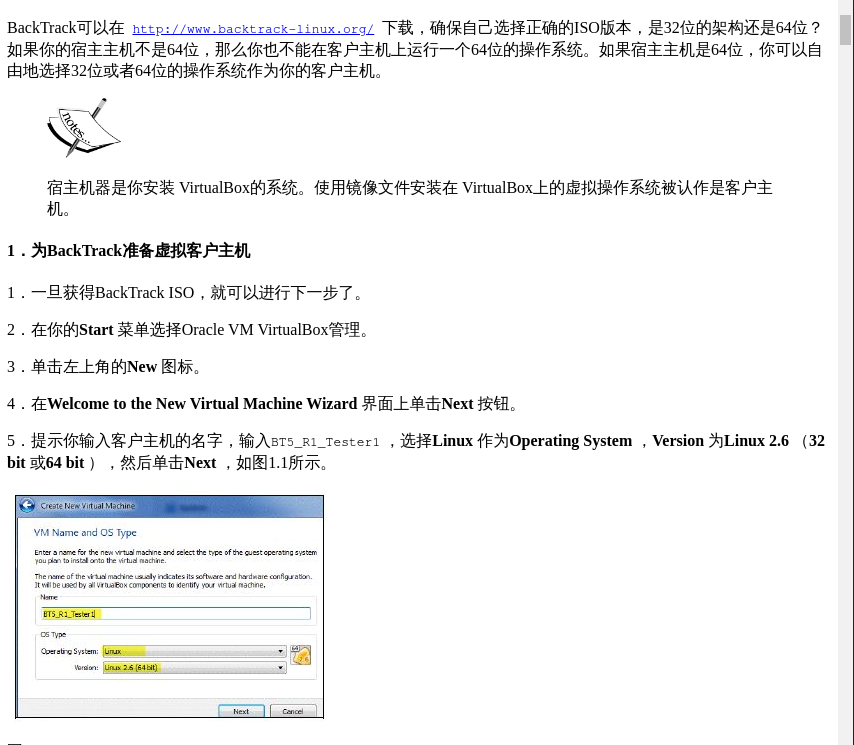 BackTrack可以在 http://www.backtrack-linux.org/ 下载，确保自己选择正确的ISO版本，是32位的架构还是64位？
如果你的宿主主机不是64位，那么你也不能在客户主机上运行一个64位的操作系统。如果宿主主机是64位，你可以自
由地选择32位或者64位的操作系统作为你的客户主机。
notes...
宿主机器是你安装 VirtualBox的系统。使用镜像文件安装在 VirtualBox上的虚拟操作系统被认作是客户主
机。
1．为BackTrack准备虚拟客户主机
1．一旦获得BackTrack ISO，就可以进行下一步了。
2．在你的Start 菜单选择Oracle VM VirtualBox管理。
3．单击左上角的New 图标。
4．在Welcome to the New Virtual Machine Wizard 界面上单击Next 按钮。
5．提示你输入客户主机的名字，输入BT5_R1_Tester1 ，选择Linux 作为Operating System ，Version 为Linux 2.6 （32
bit 或64 bit ），然后单击Next ，如图1.1所示。
Create New Virtual Machine
VM Name and OS Type
Enter a name for the new virtual machine and select the type of the guest operating system
you plan to install onto the virtual machine.
The name of the virtual machine usually indicates its software and hardware configuration.
It will be used by all VirtualBox components to identify your virtual machine.
Name
BT5_R1_Tester1
OS Type
Operating System: Linux
Version: Linux 2.6 (64 bit)
64
Next Cancel